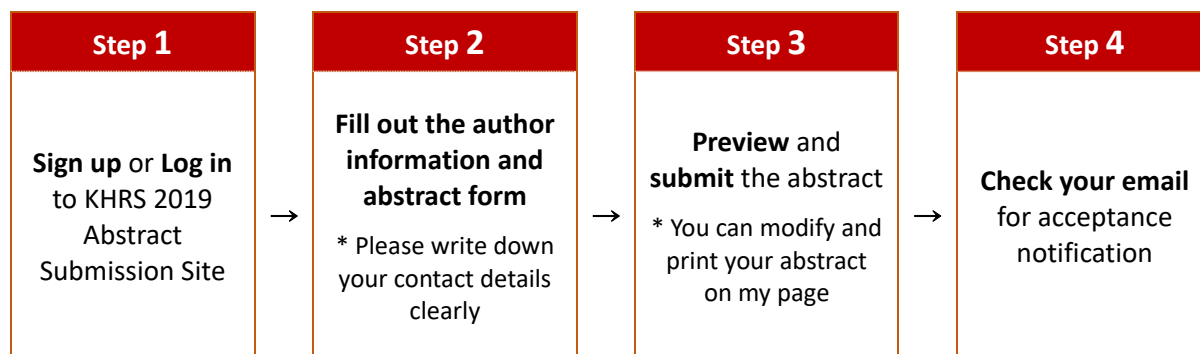 Step 1
Sign up or Log in
to KHRS 2019
Abstract
Submission Site
→
Step 2
Fill out the author
information and
abstract form
* Please write down
your contact details
clearly
→
Step 3
Preview and
submit the abstract
* You can modify and
print your abstract
on my page
→
Step 4
Check your email
for acceptance
notification